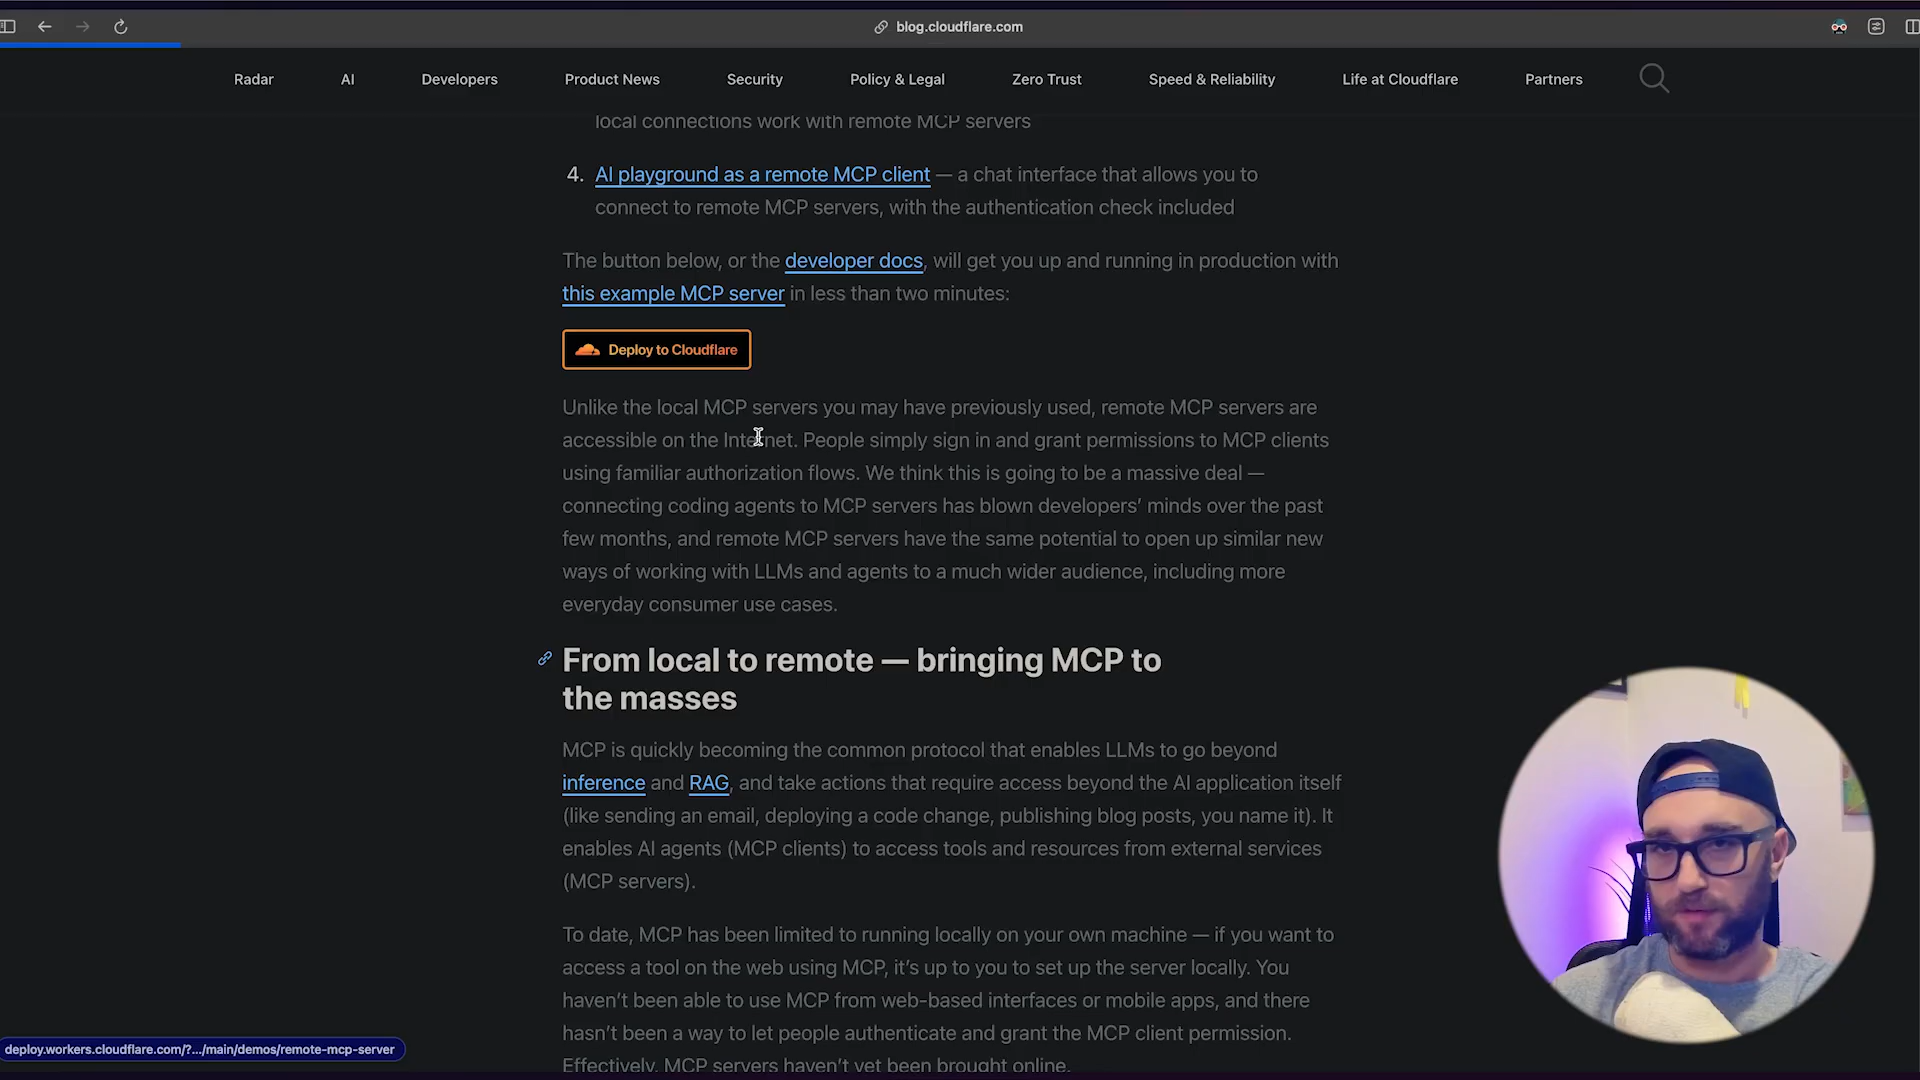 blog.cloudflare.com
Radar
AI
Developers
Product News
Security
Policy & Legal
Zero Trust
Speed & Reliability
Life at Cloudflare
Partners
local connections work with remote MCP servers
4. AI playground as a remote MCP client — a chat interface that allows you to
connect to remote MCP servers, with the authentication check included
The button below, or the developer docs, will get you up and running in production with
this example MCP server in less than two minutes:
Deploy to Cloudflare
Unlike the local MCP servers you may have previously used, remote MCP servers are
accessible on the Internet. People simply sign in and grant permissions to MCP clients
using familiar authorization flows. We think this is going to be a massive deal —
connecting coding agents to MCP servers has blown developers’ minds over the past
few months, and remote MCP servers have the same potential to open up similar new
ways of working with LLMs and agents to a much wider audience, including more
everyday consumer use cases.
From local to remote — bringing MCP to
the masses
MCP is quickly becoming the common protocol that enables LLMs to go beyond
inference and RAG, and take actions that require access beyond the AI application itself
(like sending an email, deploying a code change, publishing blog posts, you name it). It
enables AI agents (MCP clients) to access tools and resources from external services
(MCP servers).
To date, MCP has been limited to running locally on your own machine — if you want to
access a tool on the web using MCP, it’s up to you to set up the server locally. You
haven’t been able to use MCP from web-based interfaces or mobile apps, and there
hasn’t been a way to let people authenticate and grant the MCP client permission.
Effectively, MCP servers haven’t yet been brought online.
deploy.workers.cloudflare.com/?.../main/demos/remote-mcp-server